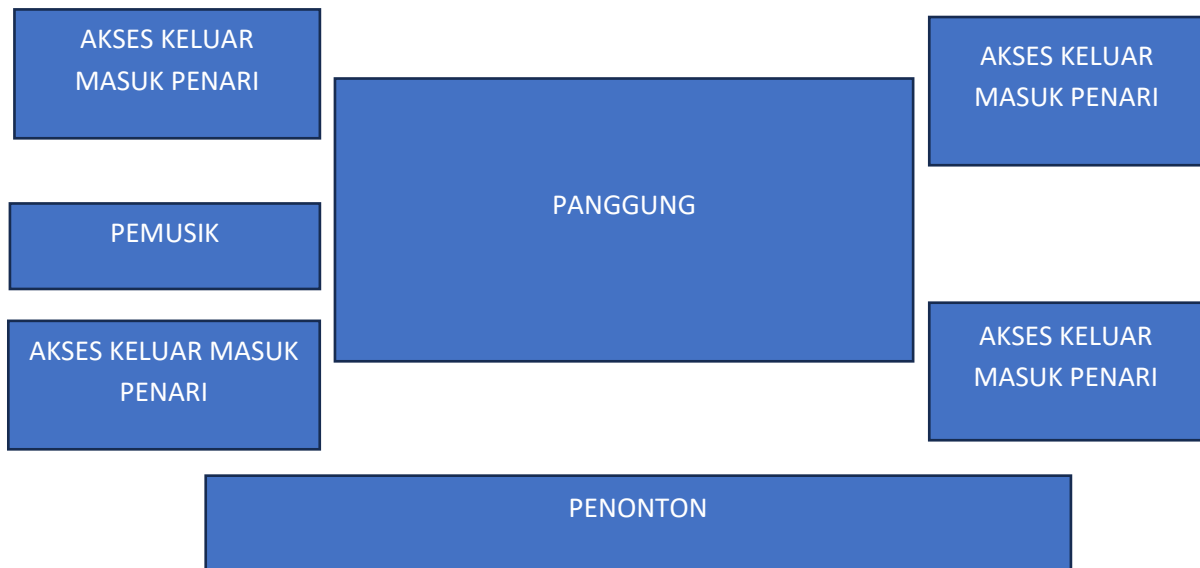 AKSES KELUAR
MASUK PENARI
AKSES KELUAR
MASUK PENARI
PANGGUNG
PEMUSIK
AKSES KELUAR MASUK
PENARI
AKSES KELUAR
MASUK PENARI
PENONTON